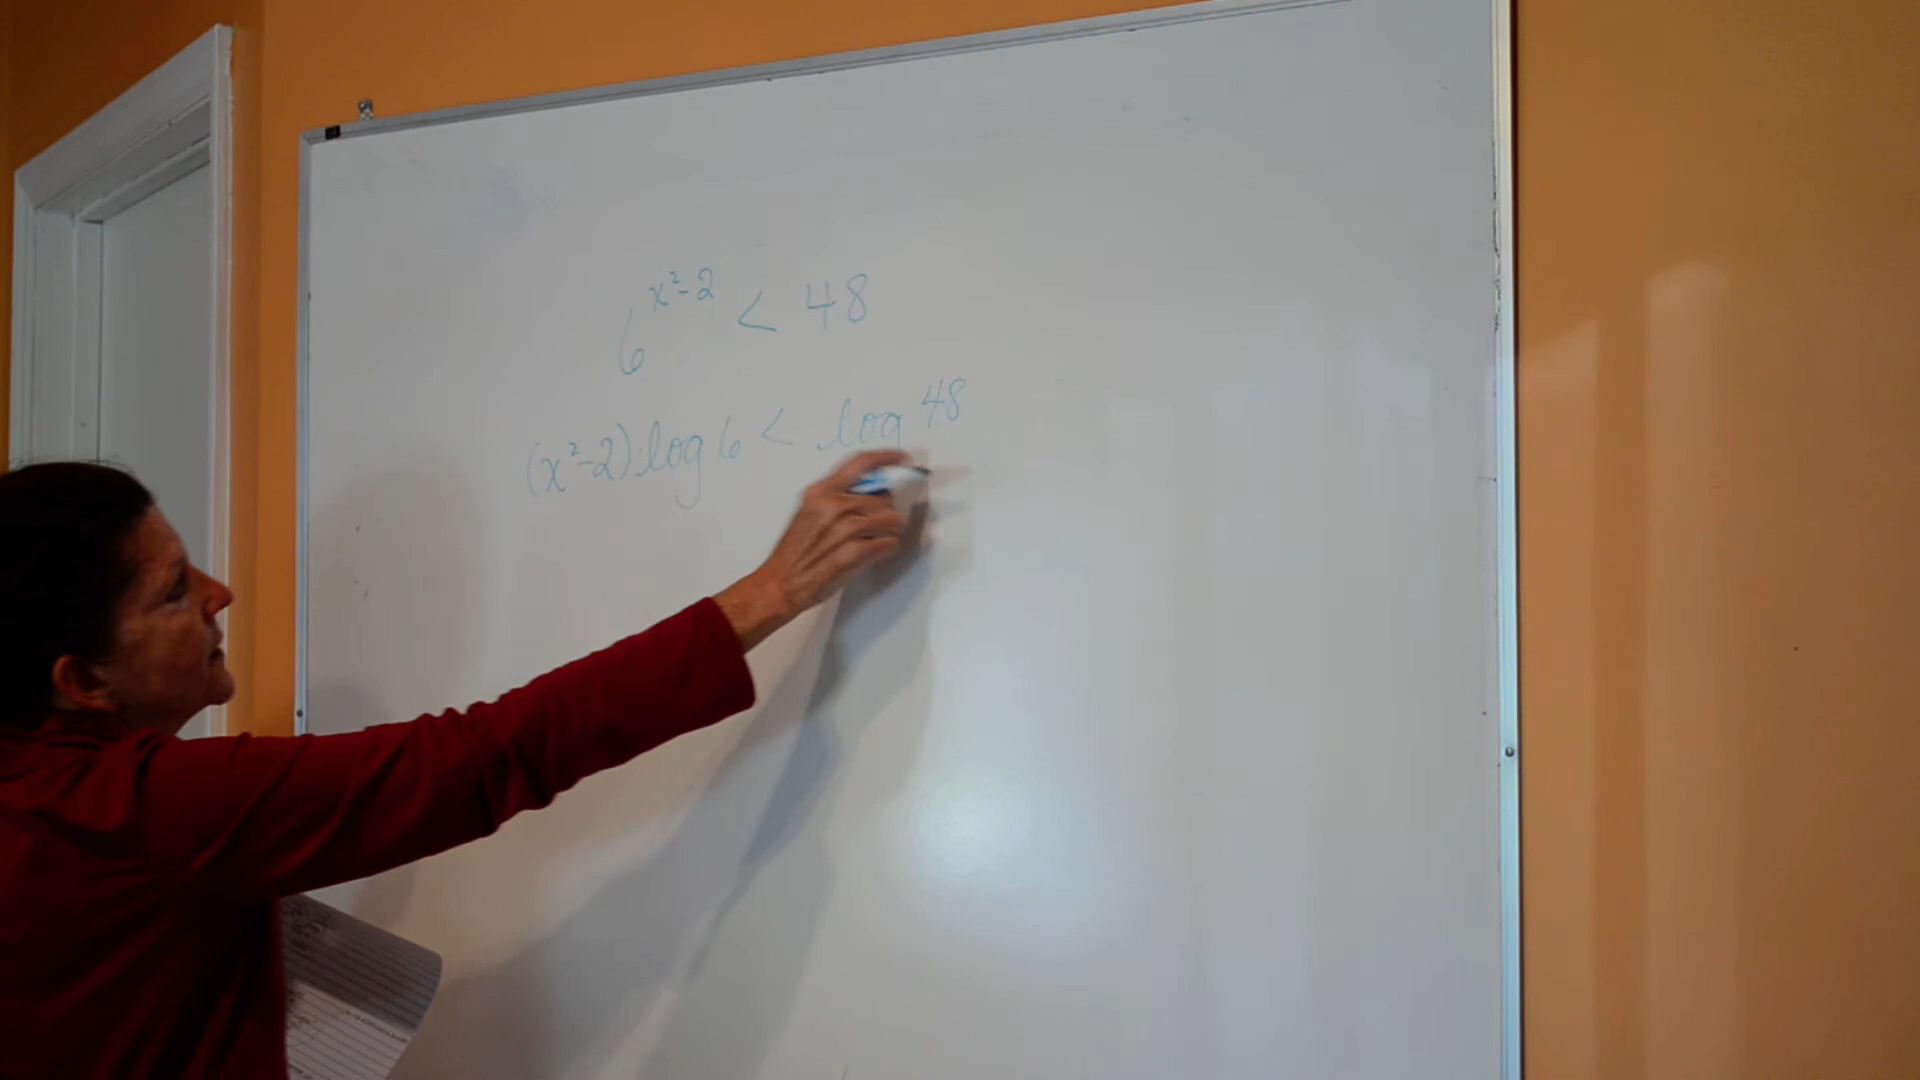 6^{x²-2} < 48
(x²-2)·log 6 < log 48